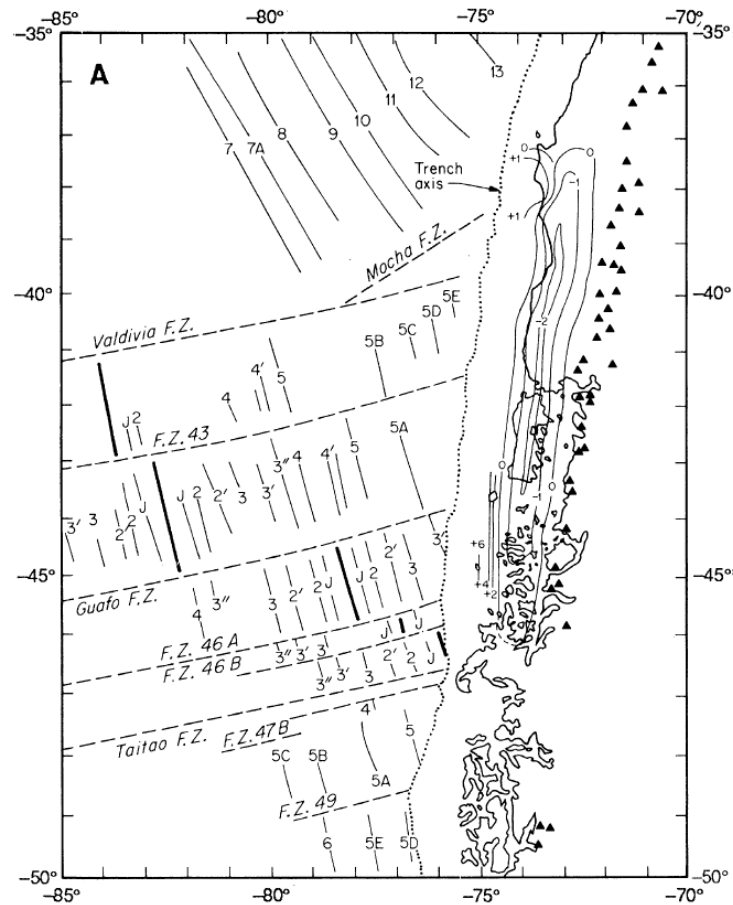 −85°
−80°
−75°
−70°
−35°
−35°
A
13
12
11
10
9
8
7A
7
Trench
axis
0
+1
0
−1
+1
Mocha F.Z.
−40°
−40°
Valdivia F.Z.
5E
5D
5C
5B
−2
4'
5
4
J 2
F.Z. 43
5A
5
4'
4
3''
3'
3
2'
2
J
J
2
2'
3
3'
0
−1
0
3'
2'
3
2
J
J
2
2'
3
3''
4
+6
+4
+2
−45°
−45°
Guafo F.Z.
F.Z. 46 A
F.Z. 46 B
J
J
3''
3'
3
2'
2
J
3''
3'
3
Taitao F.Z.
F.Z. 47B
4
5
5C
5B
5A
F.Z. 49
6
5E
5D
−50°
−50°
−85°
−80°
−75°
−70°